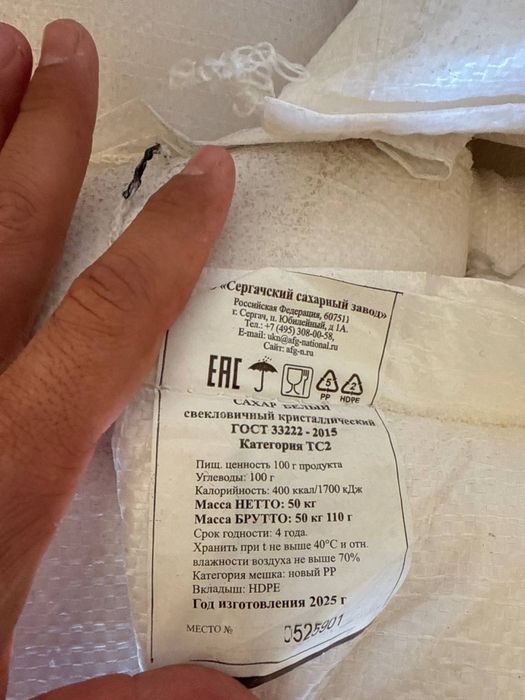 «Сергачский сахарный завод»
Российская Федерация, 607511
г. Сергач, п. Юбилейный, д 1А.
Тел.: +7 (495) 308-00-58,
E-mail: ukn@afg-national.ru
Сайт: afg-n.ru
ЕАС
5
PP
2
HDPE
САХАР БЕЛЫЙ
свекловичный кристаллический
ГОСТ 33222 - 2015
Категория ТС2
Пищ. ценность 100 г продукта
Углеводы: 100 г
Калорийность: 400 ккал/1700 кДж
Масса НЕТТО: 50 кг
Масса БРУТТО: 50 кг 110 г
Срок годности: 4 года.
Хранить при t не выше 40°С и отн.
влажности воздуха не выше 70%
Категория мешка: новый РР
Вкладыш: HDPE
Год изготовления 2025 г
МЕСТО № 0525901